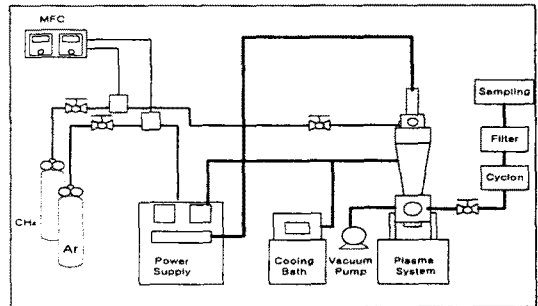 MFC
Sampling
Filter
Cyclon
CH₄
Ar
Power
Supply
Cooing
Bath
Vacuum
Pump
Plasma
System